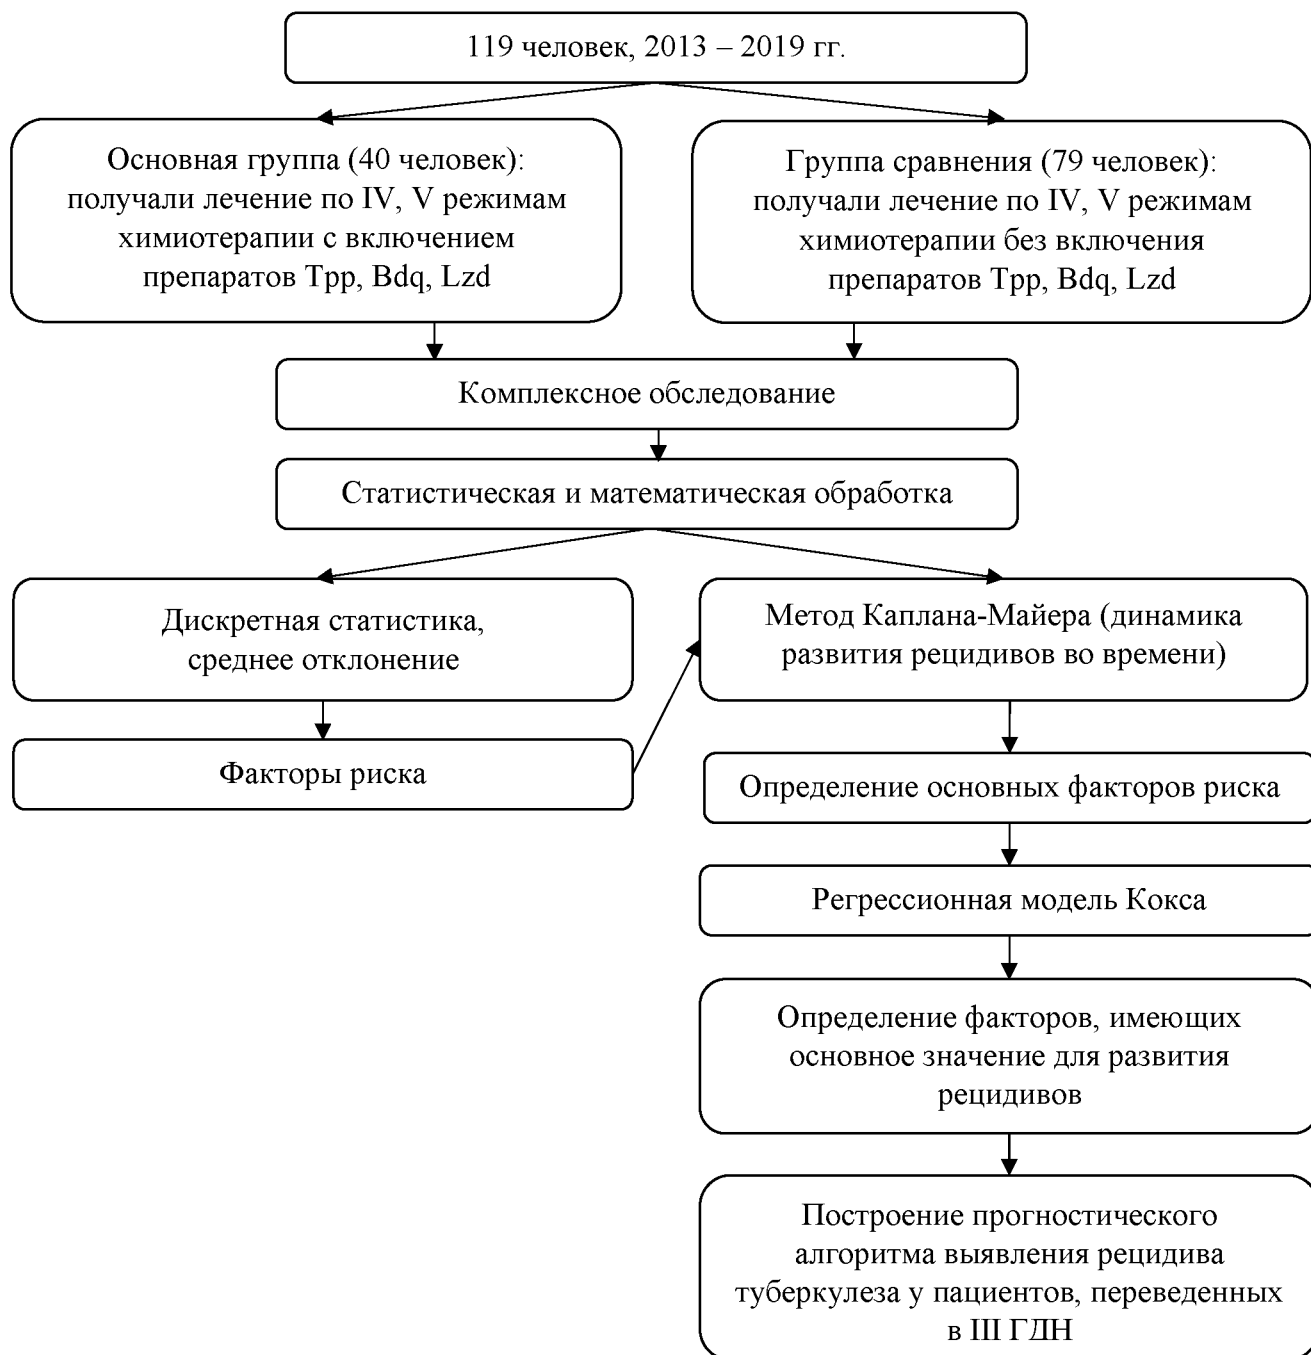 119 человек, 2013 – 2019 гг.
Основная группа (40 человек):
получали лечение по IV, V режимам
химиотерапии с включением
препаратов Tpp, Bdq, Lzd
Группа сравнения (79 человек):
получали лечение по IV, V режимам
химиотерапии без включения
препаратов Tpp, Bdq, Lzd
Комплексное обследование
Статистическая и математическая обработка
Дискретная статистика,
среднее отклонение
Факторы риска
Метод Каплана-Майера (динамика
развития рецидивов во времени)
Определение основных факторов риска
Регрессионная модель Кокса
Определение факторов, имеющих
основное значение для развития
рецидивов
Построение прогностического
алгоритма выявления рецидива
туберкулеза у пациентов, переведенных
в III ГДН